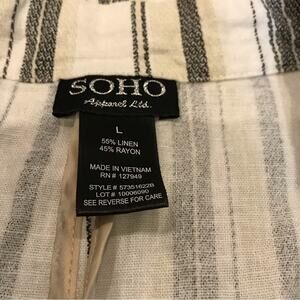 SOHO
Apparel Ltd.
L
55% LINEN
45% RAYON
MADE IN VIETNAM
RN # 127949
STYLE # 57351622B
LOT # 10006090
SEE REVERSE FOR CARE